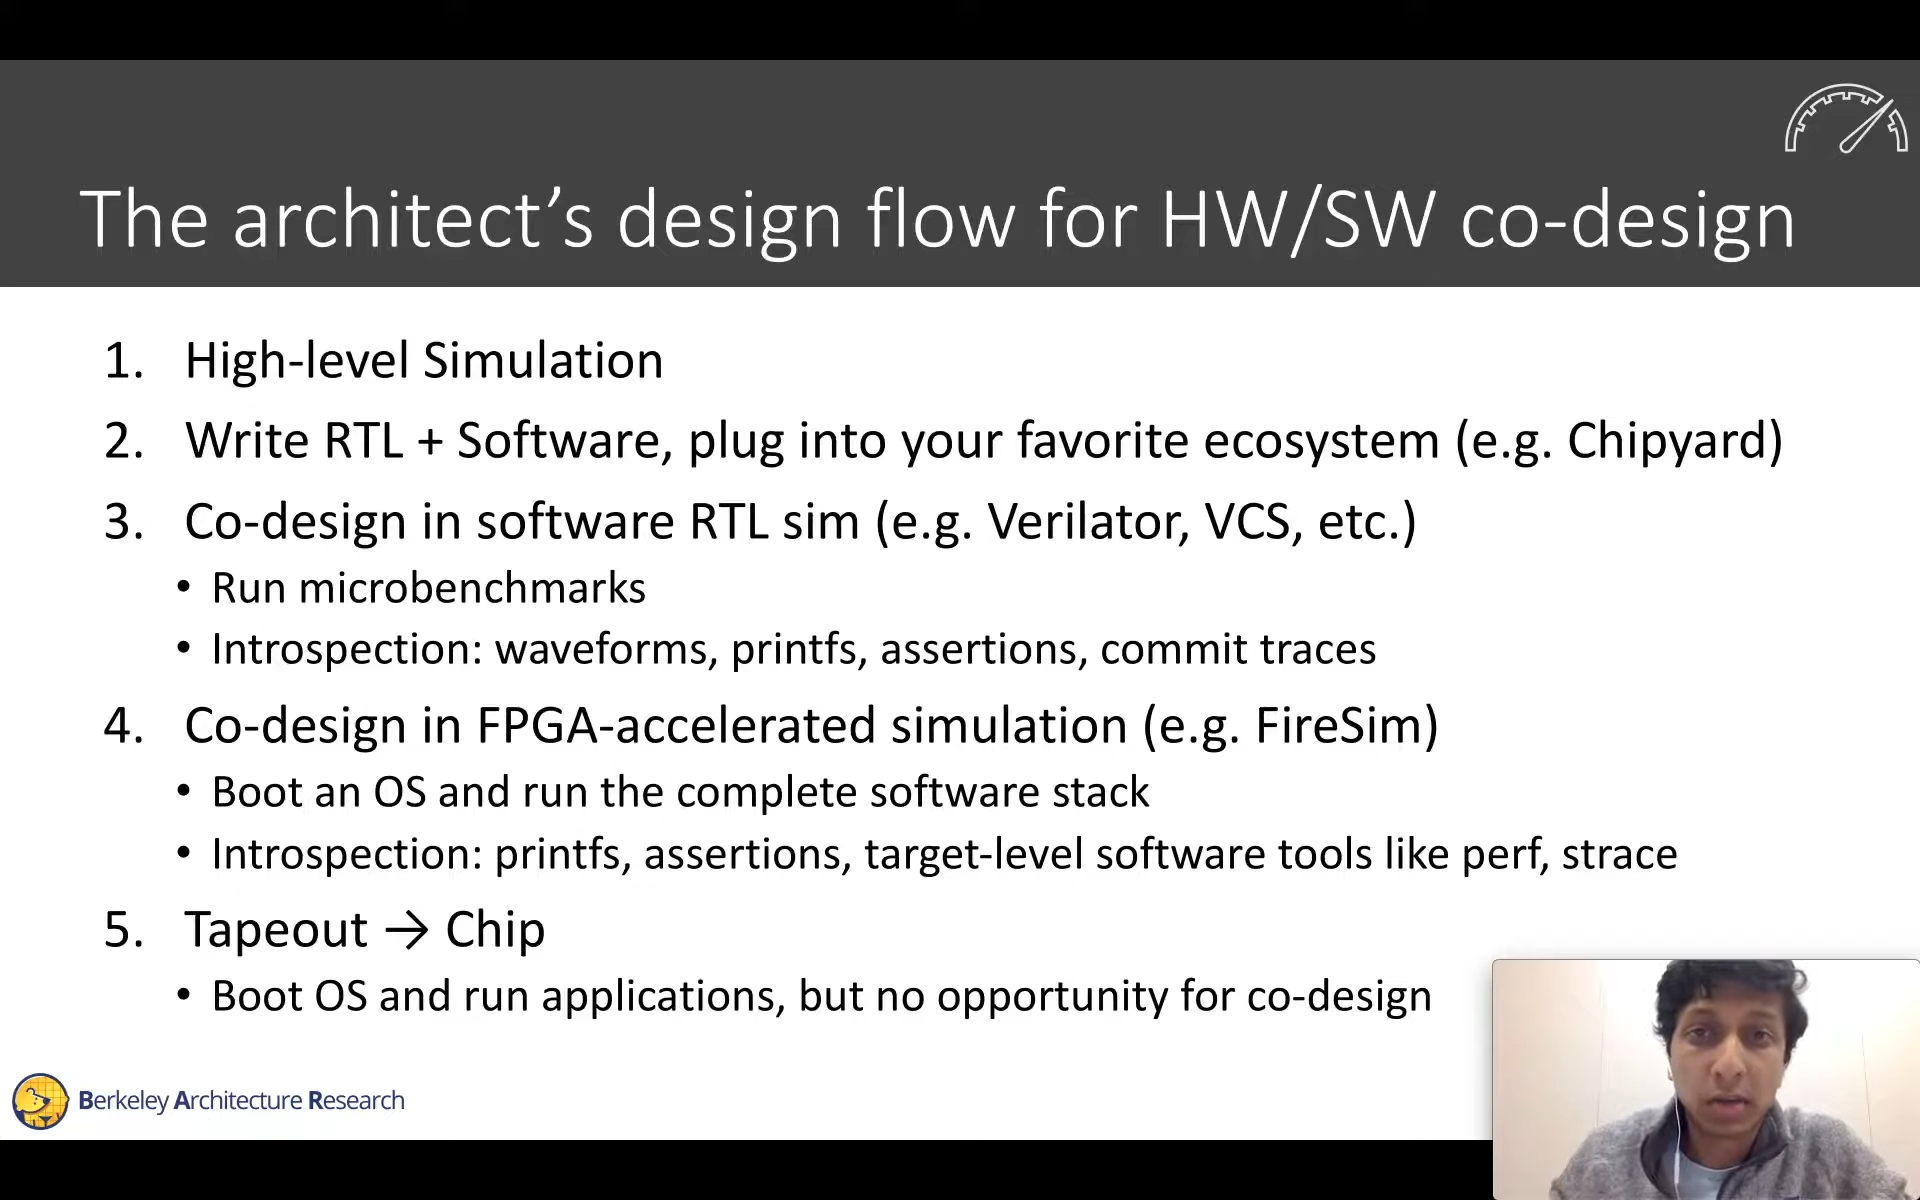 The architect’s design flow for HW/SW co-design
1. High-level Simulation
2. Write RTL + Software, plug into your favorite ecosystem (e.g. Chipyard)
3. Co-design in software RTL sim (e.g. Verilator, VCS, etc.)
• Run microbenchmarks
• Introspection: waveforms, printfs, assertions, commit traces
4. Co-design in FPGA-accelerated simulation (e.g. FireSim)
• Boot an OS and run the complete software stack
• Introspection: printfs, assertions, target-level software tools like perf, strace
5. Tapeout → Chip
• Boot OS and run applications, but no opportunity for co-design
Berkeley Architecture Research